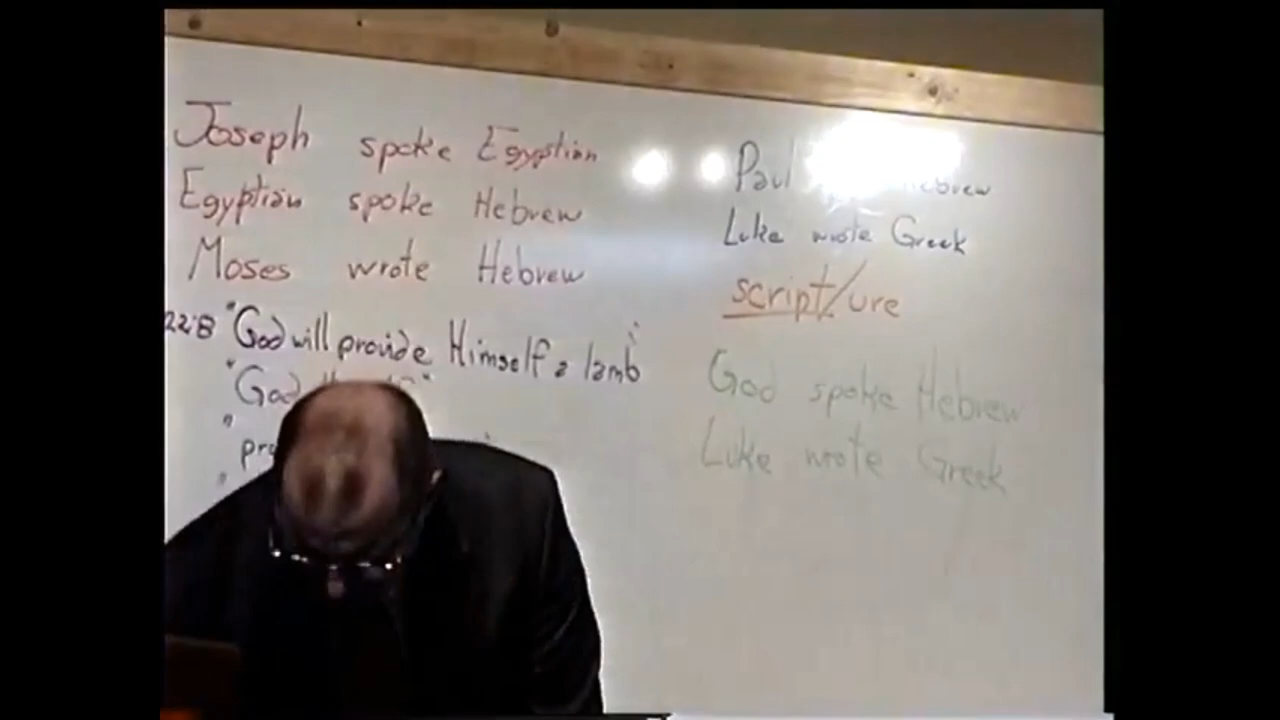 Joseph spoke Egyptian
Egyptian spoke Hebrew
Moses wrote Hebrew
22:8 "God will provide Himself a lamb"
"God
Paul
Luke wrote Greek
script/ure
God spoke Hebrew
Luke wrote Greek